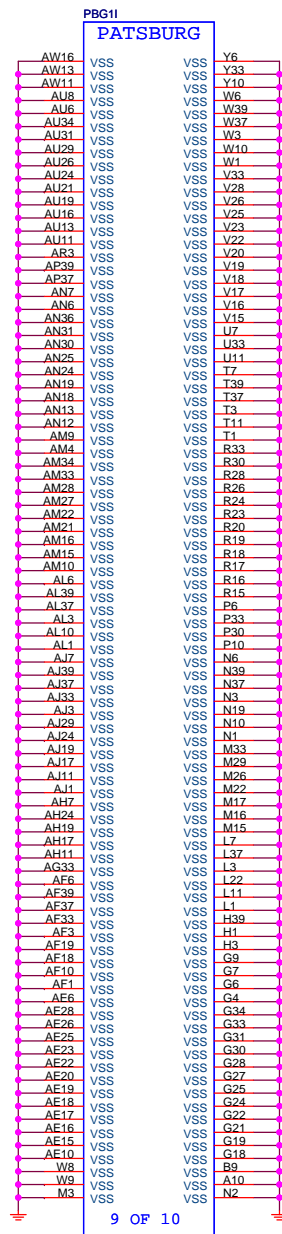 PBG1I
PATSBURG
AW16 VSS VSS Y6
AW13 VSS VSS Y33
AW11 VSS VSS Y10
AU8 VSS VSS W6
AU6 VSS VSS W39
AU34 VSS VSS W37
AU31 VSS VSS W3
AU29 VSS VSS W10
AU26 VSS VSS W1
AU24 VSS VSS V33
AU21 VSS VSS V28
AU19 VSS VSS V26
AU16 VSS VSS V25
AU13 VSS VSS V23
AU11 VSS VSS V22
AR3 VSS VSS V20
AP39 VSS VSS V19
AP37 VSS VSS V18
AN7 VSS VSS V17
AN6 VSS VSS V16
AN36 VSS VSS V15
AN31 VSS VSS U7
AN30 VSS VSS U33
AN25 VSS VSS U11
AN24 VSS VSS T7
AN19 VSS VSS T39
AN18 VSS VSS T37
AN13 VSS VSS T3
AN12 VSS VSS T11
AM9 VSS VSS T1
AM4 VSS VSS R33
AM34 VSS VSS R30
AM33 VSS VSS R28
AM28 VSS VSS R26
AM27 VSS VSS R24
AM22 VSS VSS R23
AM21 VSS VSS R20
AM16 VSS VSS R19
AM15 VSS VSS R18
AM10 VSS VSS R17
AL6 VSS VSS R16
AL39 VSS VSS R15
AL37 VSS VSS P6
AL3 VSS VSS P33
AL10 VSS VSS P30
AL1 VSS VSS P10
AJ7 VSS VSS N6
AJ39 VSS VSS N39
AJ37 VSS VSS N37
AJ33 VSS VSS N3
AJ3 VSS VSS N19
AJ29 VSS VSS N10
AJ24 VSS VSS N1
AJ19 VSS VSS M33
AJ17 VSS VSS M29
AJ11 VSS VSS M26
AJ1 VSS VSS M22
AH7 VSS VSS M17
AH24 VSS VSS M16
AH19 VSS VSS M15
AH17 VSS VSS L7
AH11 VSS VSS L37
AG33 VSS VSS L3
AF6 VSS VSS L22
AF39 VSS VSS L11
AF37 VSS VSS L1
AF33 VSS VSS H39
AF3 VSS VSS H1
AF19 VSS VSS H3
AF18 VSS VSS G9
AF10 VSS VSS G7
AF1 VSS VSS G6
AE6 VSS VSS G4
AE28 VSS VSS G34
AE26 VSS VSS G33
AE25 VSS VSS G31
AE23 VSS VSS G30
AE22 VSS VSS G28
AE20 VSS VSS G27
AE19 VSS VSS G25
AE18 VSS VSS G24
AE17 VSS VSS G22
AE16 VSS VSS G21
AE15 VSS VSS G19
AE10 VSS VSS G18
W8 VSS VSS B9
W9 VSS VSS A10
M3 VSS VSS N2
9 OF 10